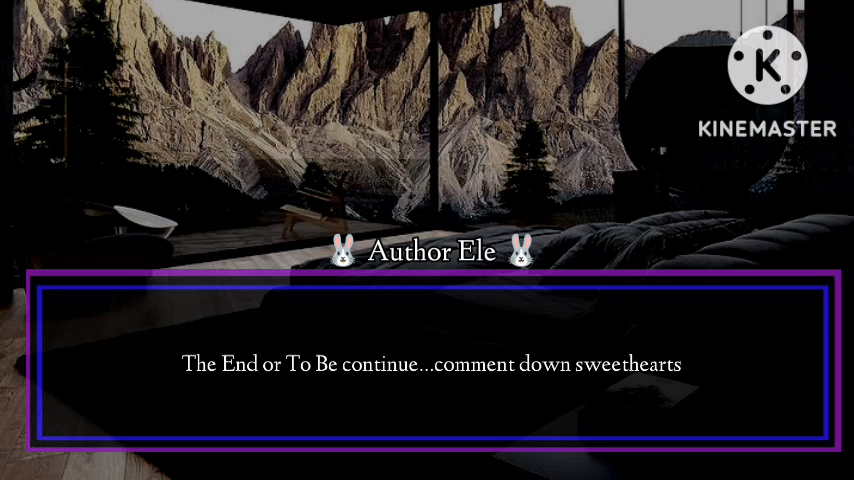 KINEMASTER
🐰 Author Ele 🐰
The End or To Be continue...comment down sweethearts